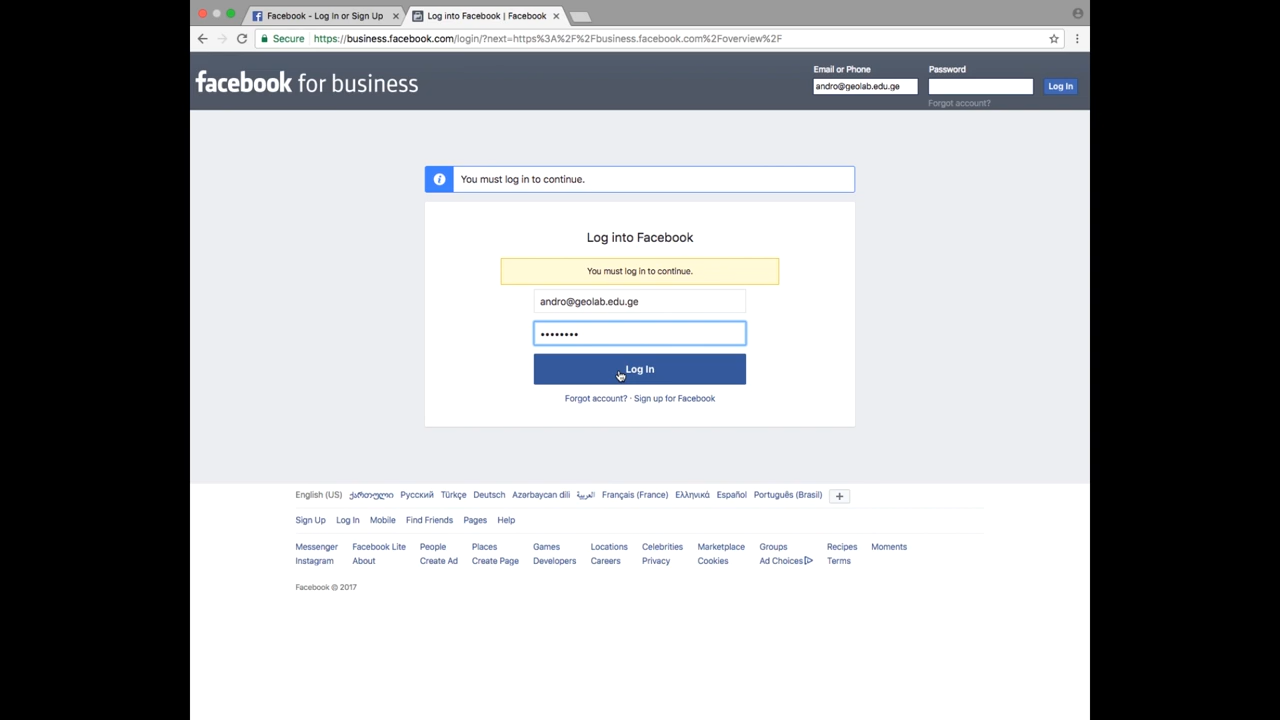 Facebook - Log In or Sign Up
Log into Facebook | Facebook
Secure https://business.facebook.com/login/?next=https%3A%2F%2Fbusiness.facebook.com%2Foverview%2F
facebook for business
Email or Phone Password
andro@geolab.edu.ge
Log In
Forgot account?
You must log in to continue.
Log into Facebook
You must log in to continue.
andro@geolab.edu.ge
••••••••
Log In
Forgot account? · Sign up for Facebook
English (US) ქართული Русский Türkçe Deutsch Azərbaycan dili العربية Français (France) Ελληνικά Español Português (Brasil)
Sign Up Log In Mobile Find Friends Pages Help
Messenger Facebook Lite People Places Games Locations Celebrities Marketplace Groups Recipes Moments
Instagram About Create Ad Create Page Developers Careers Privacy Cookies Ad Choices Terms
Facebook © 2017